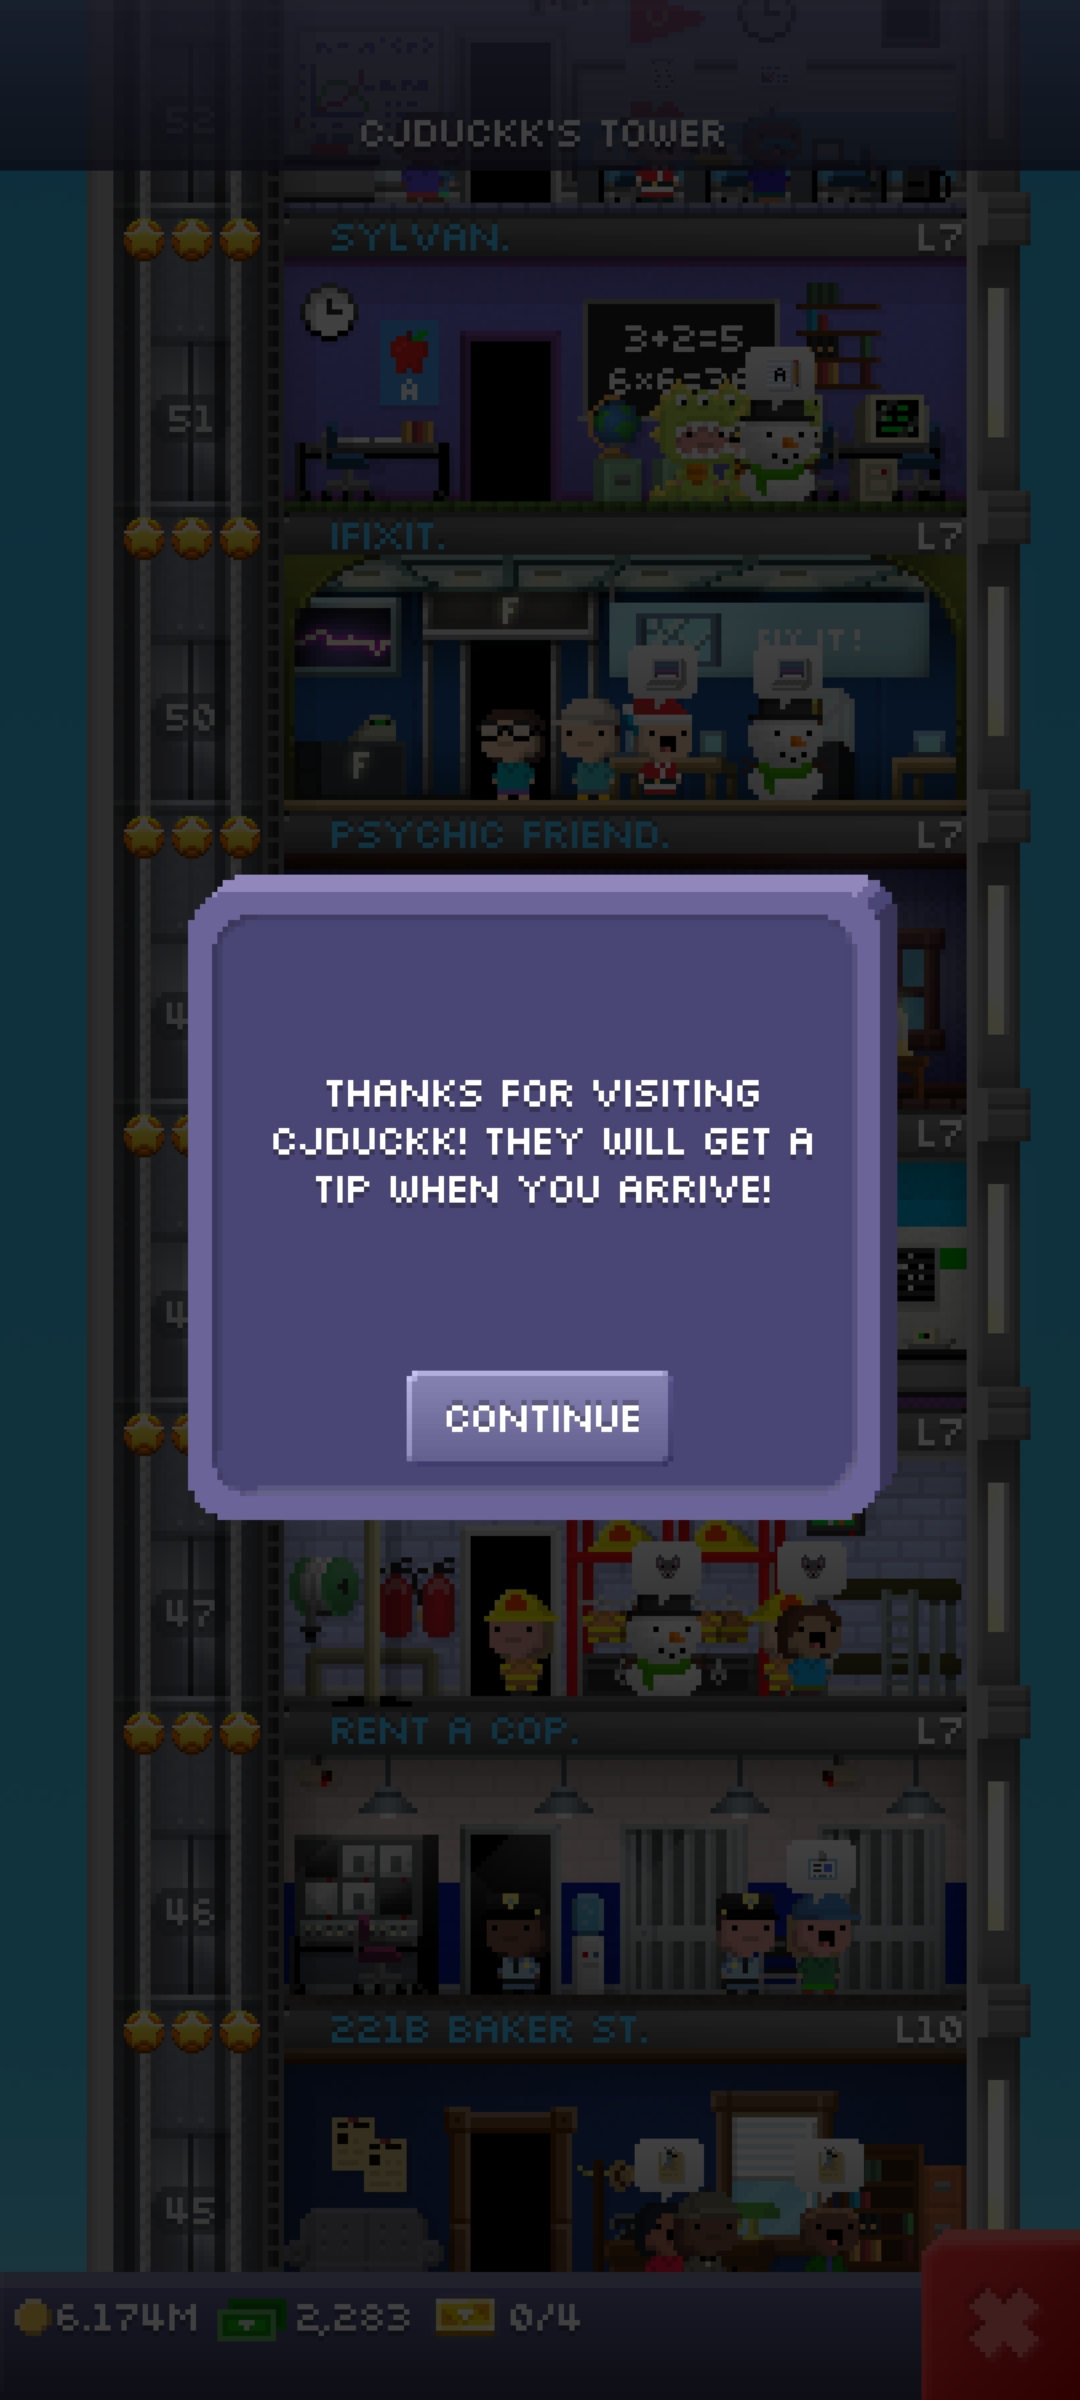 52
CJDUCKK'S TOWER
SYLVAN. L7
3+2=5
A
A
51
IFIXIT. L7
F
FIX IT!
50
F
PSYCHIC FRIEND. L7
THANKS FOR VISITING
CJDUCKK! THEY WILL GET A
TIP WHEN YOU ARRIVE!
L7
L7
CONTINUE
47
RENT A COP. L7
46
221B BAKER ST. L10
45
6.174M 2,283 0/4